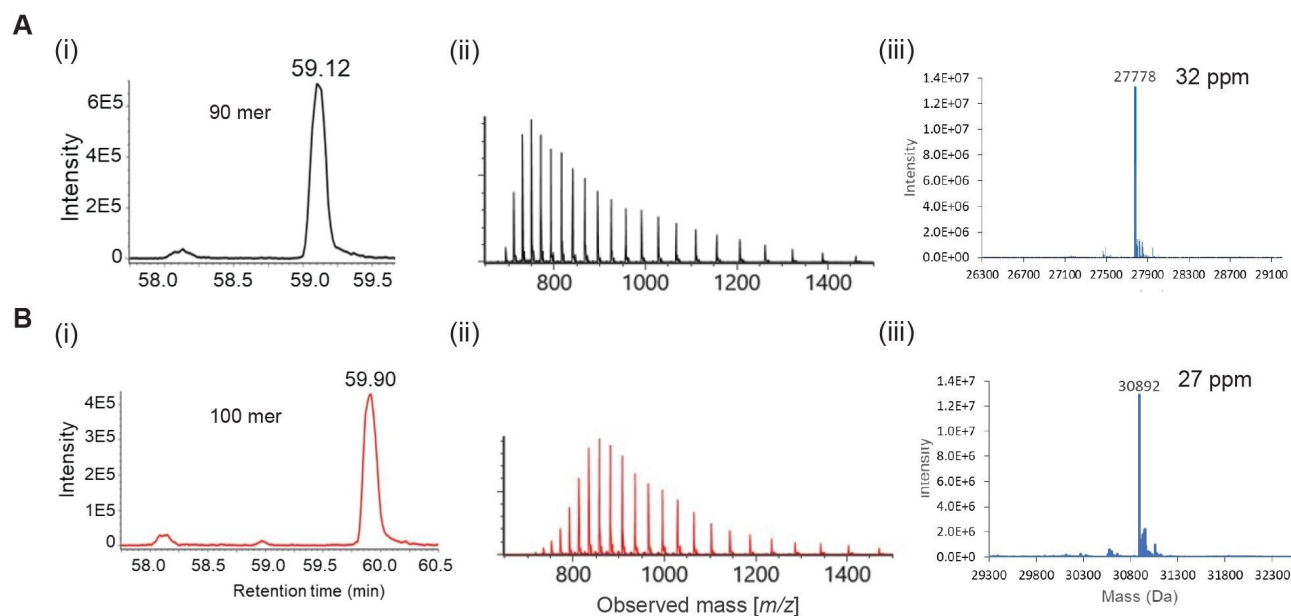 A
(i)
59.12
90 mer
Intensity
6E5
4E5
2E5
0
58.0 58.5 59.0 59.5
(ii)
800 1000 1200 1400
(iii)
27778
32 ppm
Intensity
1.4E+07
1.2E+07
1.0E+07
8.0E+06
6.0E+06
4.0E+06
2.0E+06
0.0E+00
26300 26700 27100 27500 27900 28300 28700 29100
B
(i)
59.90
100 mer
Intensity
4E5
3E5
2E5
1E5
0
58.0 58.5 59.0 59.5 60.0 60.5
Retention time (min)
(ii)
800 1000 1200 1400
Observed mass [m/z]
(iii)
30892
27 ppm
Intensity
1.4E+7
1.2E+7
1.0E+7
8.0E+6
6.0E+6
4.0E+6
2.0E+6
0.0E+0
29300 29800 30300 30800 31300 31800 32300
Mass (Da)